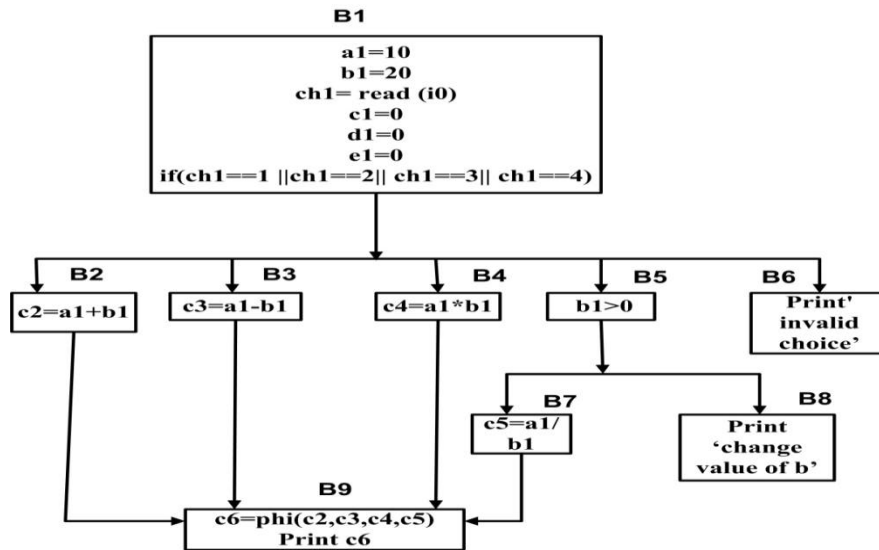 B1
a1=10
b1=20
ch1= read (i0)
c1=0
d1=0
e1=0
if(ch1==1 ||ch1==2|| ch1==3|| ch1==4)
B2
B3
B4
B5
B6
c2=a1+b1
c3=a1-b1
c4=a1*b1
b1>0
Print'
invalid
choice’
B7
c5=a1/
b1
B8
Print
‘change
value of b’
B9
c6=phi(c2,c3,c4,c5)
Print c6